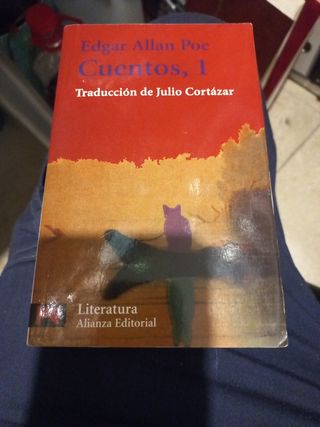 Edgar Allan Poe
Cuentos, 1
Traducción de Julio Cortázar
Literatura
Alianza Editorial